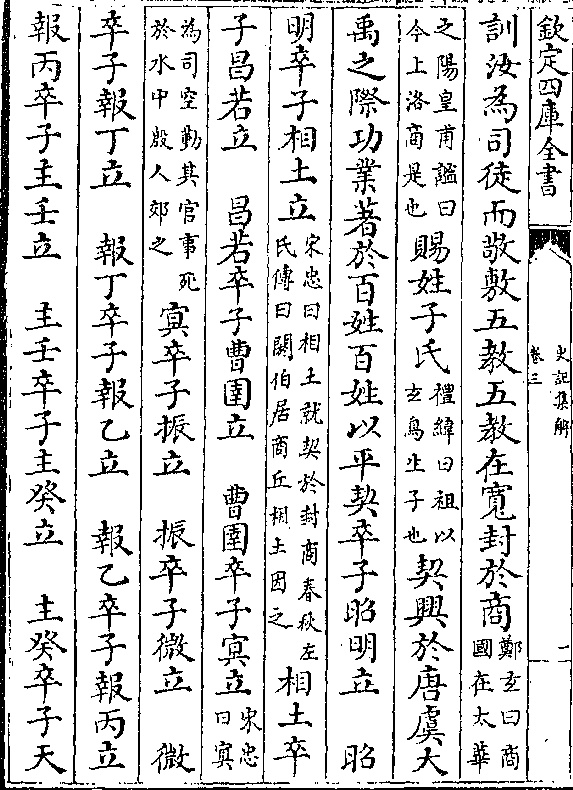 欽定四庫全書
史記集解
卷三
一
訓汝為司徒而敬敷五教五教在寛封於商鄭玄曰商
國在太華
之陽皇甫謐曰
今上洛商是也賜姓子氏禮緯曰祖以
玄鳥生子也契興於唐虞大
禹之際功業著於百姓百姓以平契卒子昭明立　昭
明卒子相土立宋忠曰相土就契於封商春秋左
氏傳曰閼伯居商丘相土因之相土卒
子昌若立　昌若卒子曹圉立　曹圉卒子冥立宋忠
曰冥
為司空勤其官事死
於水中殷人郊之冥卒子振立　振卒子微立　微
卒子報丁立　報丁卒子報乙立　報乙卒子報丙立
報丙卒子主壬立　主壬卒子主癸立　主癸卒子天